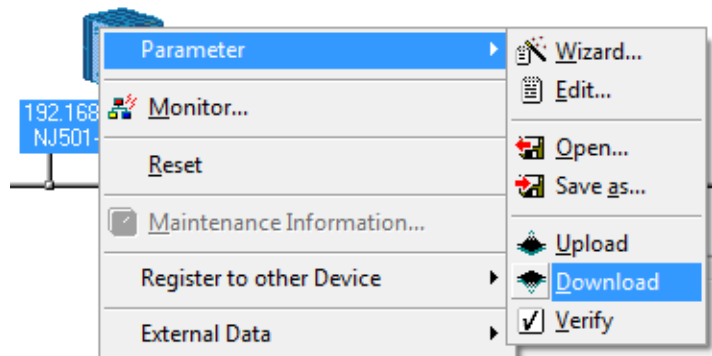 192.168
NJ501-
Parameter
Monitor...
Reset
Maintenance Information...
Register to other Device
External Data
Wizard...
Edit...
Open...
Save as...
Upload
Download
Verify